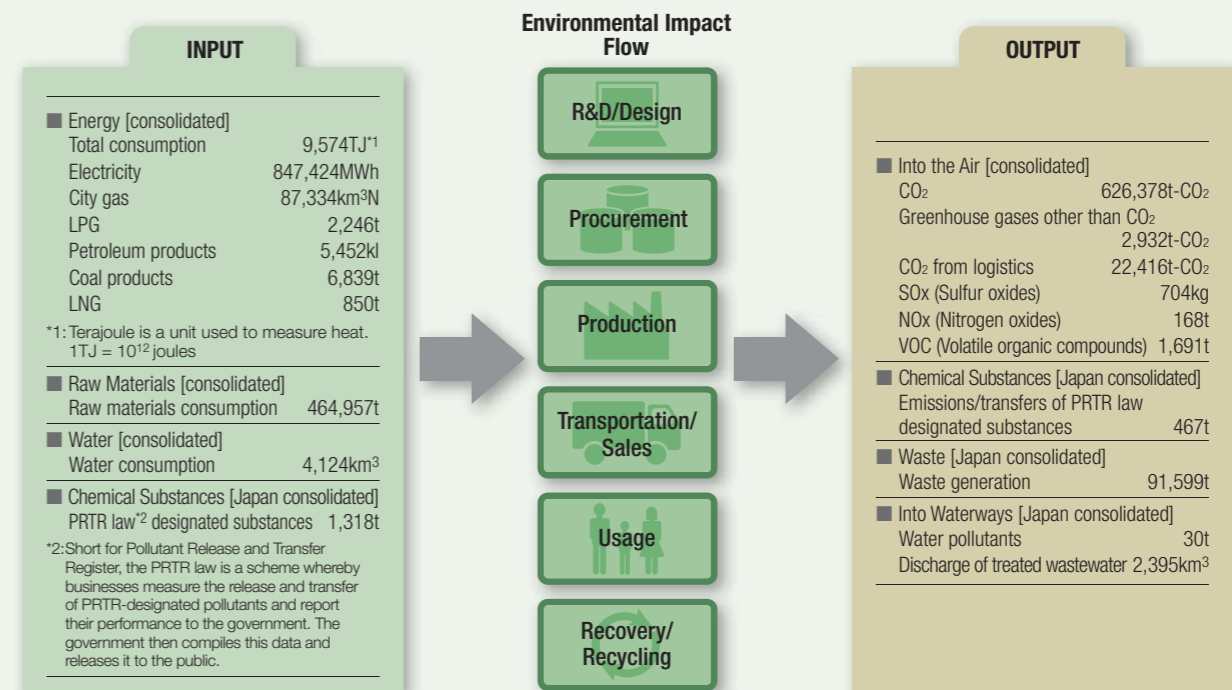 INPUT
■ Energy [consolidated]
Total consumption 9,574TJ*1
Electricity 847,424MWh
City gas 87,334km³N
LPG 2,246t
Petroleum products 5,452kl
Coal products 6,839t
LNG 850t
*1: Terajoule is a unit used to measure heat.
1TJ = 10¹² joules
■ Raw Materials [consolidated]
Raw materials consumption 464,957t
■ Water [consolidated]
Water consumption 4,124km³
■ Chemical Substances [Japan consolidated]
PRTR law*2 designated substances 1,318t
*2:Short for Pollutant Release and Transfer
Register, the PRTR law is a scheme whereby
businesses measure the release and transfer
of PRTR-designated pollutants and report
their performance to the government. The
government then compiles this data and
releases it to the public.
Environmental Impact
Flow
R&D/Design
Procurement
Production
Transportation/
Sales
Usage
Recovery/
Recycling
OUTPUT
■ Into the Air [consolidated]
CO₂ 626,378t-CO₂
Greenhouse gases other than CO₂
2,932t-CO₂
CO₂ from logistics 22,416t-CO₂
SOx (Sulfur oxides) 704kg
NOx (Nitrogen oxides) 168t
VOC (Volatile organic compounds) 1,691t
■ Chemical Substances [Japan consolidated]
Emissions/transfers of PRTR law
designated substances 467t
■ Waste [Japan consolidated]
Waste generation 91,599t
■ Into Waterways [Japan consolidated]
Water pollutants 30t
Discharge of treated wastewater 2,395km³